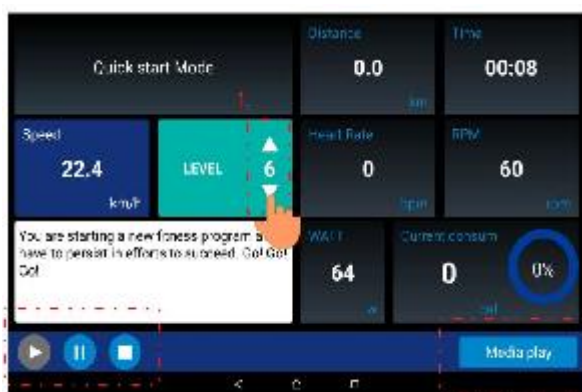 Quick start Mode
Distance
0.0
km
Time
00:08
1.
Speed
22.4
km/h
LEVEL
6
Heart Rate
0
bpm
RPM
60
rpm
You are starting a new fitness program a
have to persist in efforts to succeed. Go! Go!
Go!
WATT
64
w
Current consum
0
cal
0%
Media play